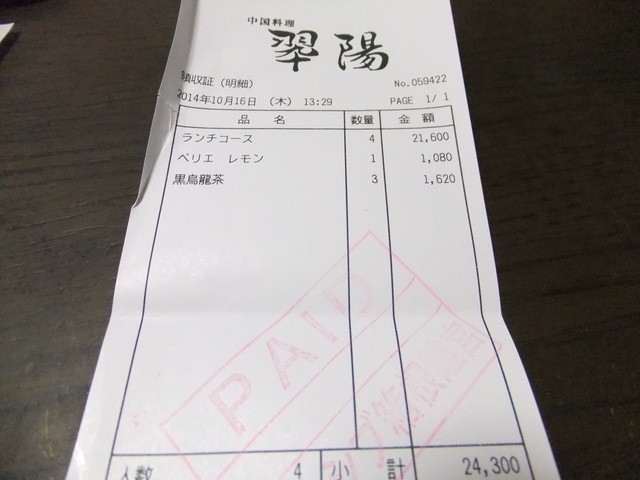 中国料理
翠陽
領収証（明細） No.059422
2014年10月16日 （木） 13:29 PAGE 1/ 1
品 名 数量 金 額
ランチコース 4 21,600
ペリエ レモン 1 1,080
黒烏龍茶 3 1,620
PAID
人数 4 小 計 24,300